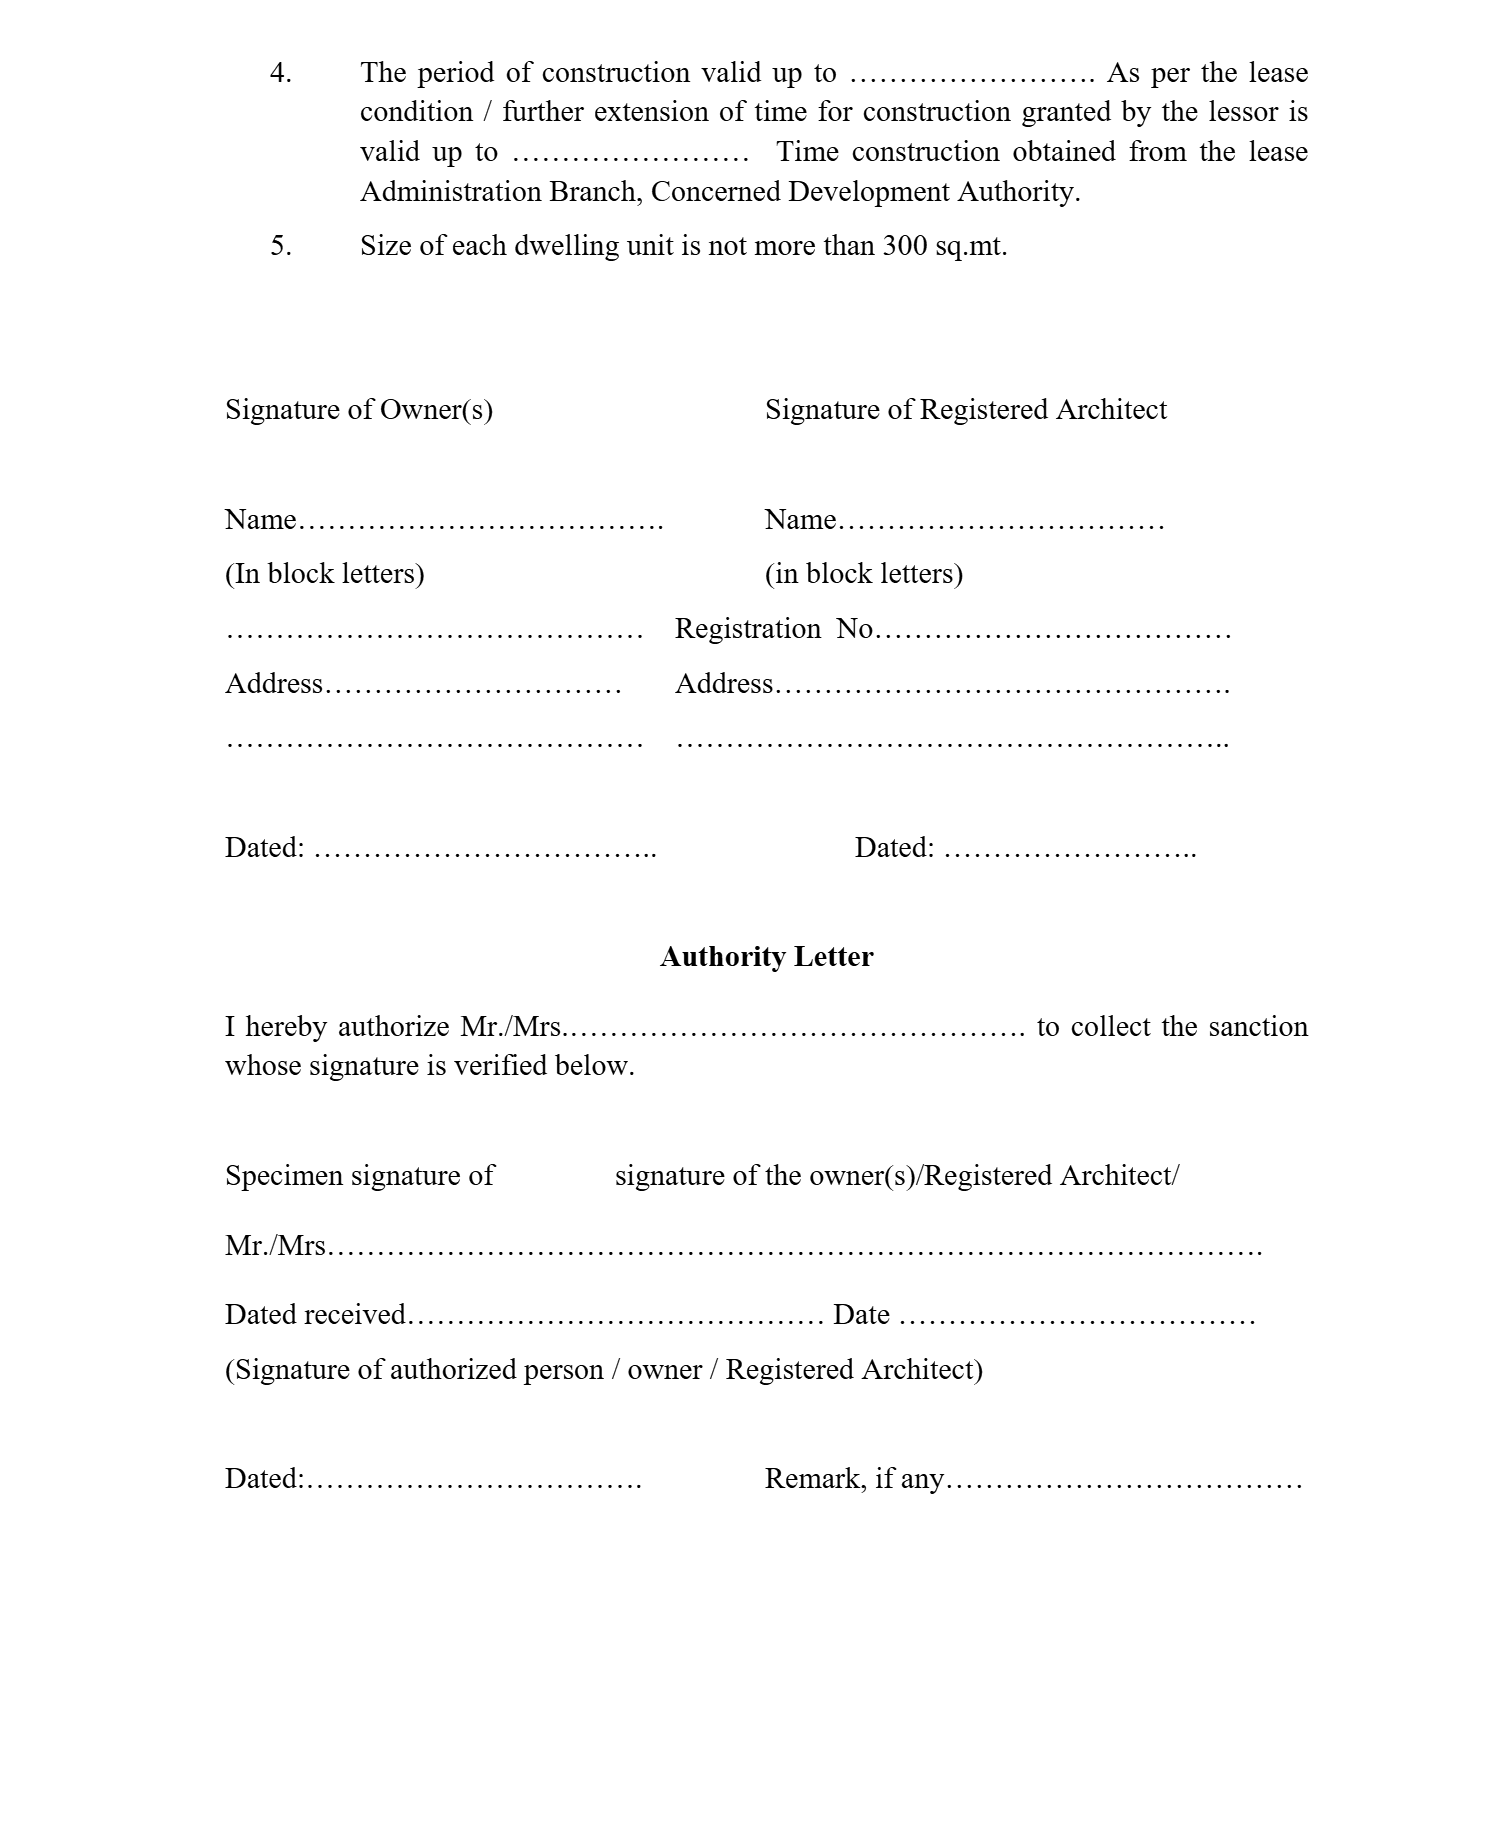 4. The period of construction valid up to ……………………. As per the lease
condition / further extension of time for construction granted by the lessor is
valid up to …………………… Time construction obtained from the lease
Administration Branch, Concerned Development Authority.
5. Size of each dwelling unit is not more than 300 sq.mt.
Signature of Owner(s) Signature of Registered Architect
Name………………………………. Name……………………………
(In block letters) (in block letters)
…………………………………… Registration No………………………………
Address………………………… Address……………………………………….
…………………………………… ………………………………………………..
Dated: …………………………….. Dated: ……………………..
Authority Letter
I hereby authorize Mr./Mrs.………………………………………. to collect the sanction
whose signature is verified below.
Specimen signature of signature of the owner(s)/Registered Architect/
Mr./Mrs………………………………………………………………………………….
Dated received…………………………………… Date ………………………………
(Signature of authorized person / owner / Registered Architect)
Dated:……………………………. Remark, if any………………………………